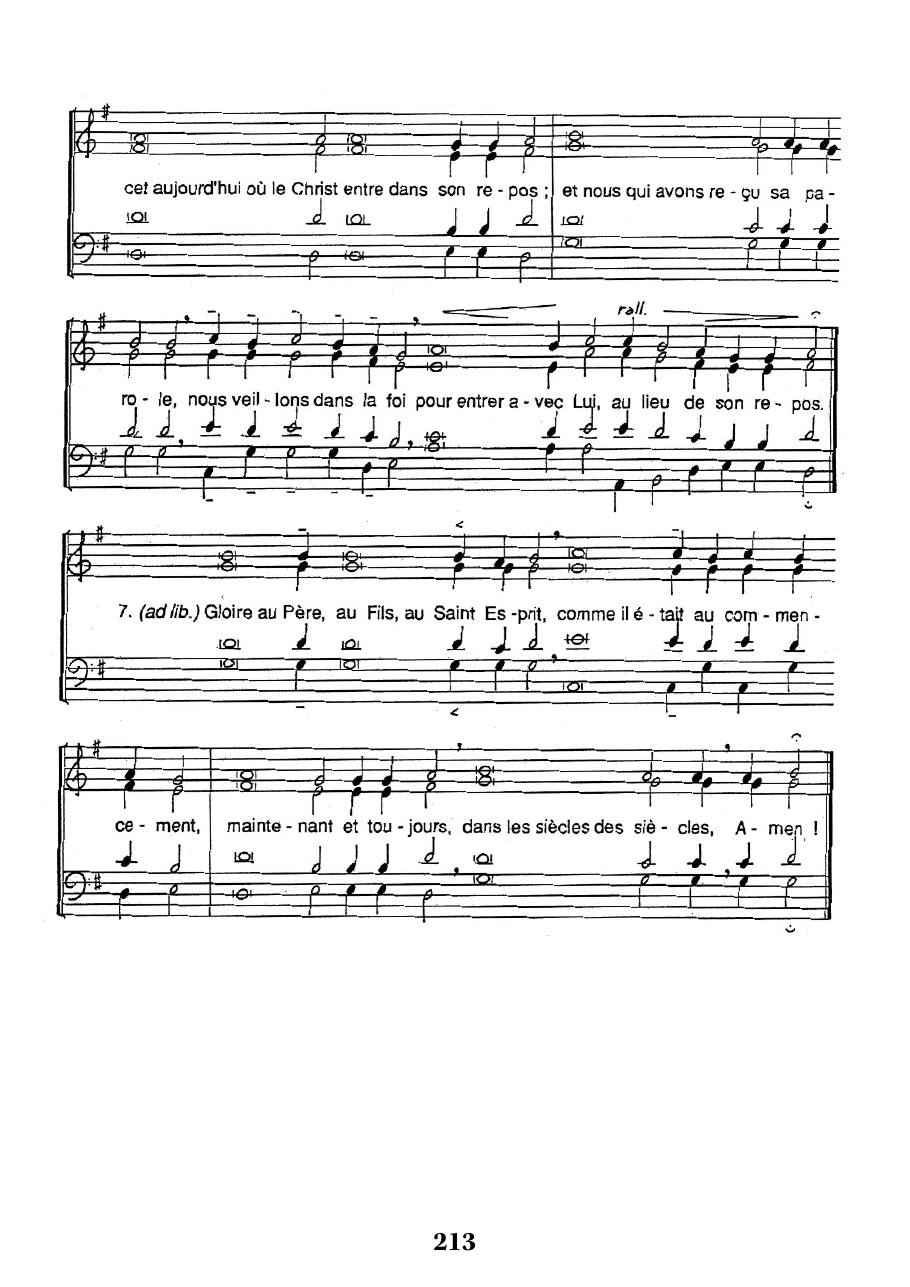 cet aujourd'hui où le Christ entre dans son re - pos ; et nous qui avons re - çu sa pa -
rall.
ro - le, nous veil - lons dans la foi pour entrer a - vec Lui, au lieu de son re - pos.
7. (ad lib.) Gloire au Père, au Fils, au Saint Es - prit, comme il é - tait au com - men -
ce - ment, mainte - nant et tou - jours, dans les siècles des siè - cles, A - men !
213